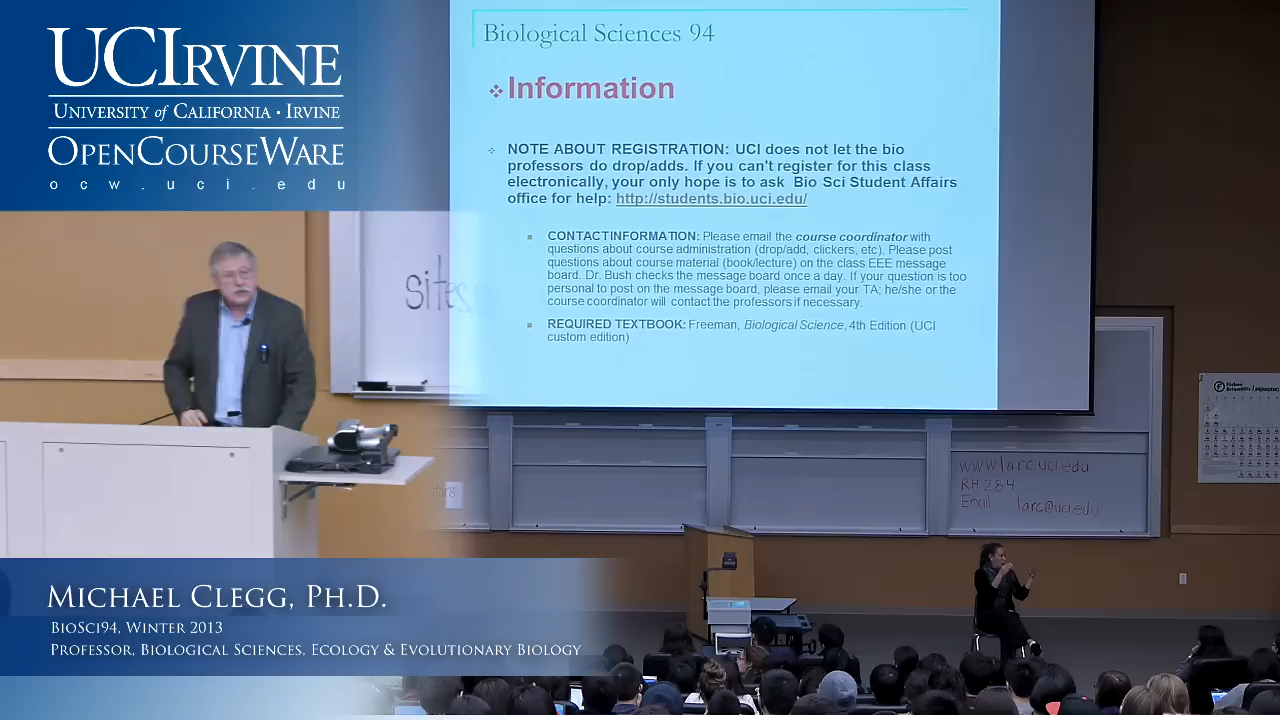 UCIRVINE
UNIVERSITY of CALIFORNIA · IRVINE
OPENCOURSEWARE
ocw.uci.edu
Biological Sciences 94
Information
NOTE ABOUT REGISTRATION: UCI does not let the bio
professors do drop/adds. If you can't register for this class
electronically, your only hope is to ask Bio Sci Student Affairs
office for help: http://students.bio.uci.edu/
CONTACT INFORMATION: Please email the course coordinator with
questions about course administration (drop/add, clickers, etc). Please post
questions about course material (book/lecture) on the class EEE message
board. Dr. Bush checks the message board once a day. If your question is too
personal to post on the message board, please email your TA; he/she or the
course coordinator will contact the professors if necessary.
REQUIRED TEXTBOOK: Freeman, Biological Science, 4th Edition (UCI
custom edition)
sites
Fisher
Scientific / PERIODIC
www.larc.uci.edu
RH 284
Email larc@uci.edu
MICHAEL CLEGG, PH.D.
BIOSCI94, WINTER 2013
PROFESSOR, BIOLOGICAL SCIENCES, ECOLOGY & EVOLUTIONARY BIOLOGY